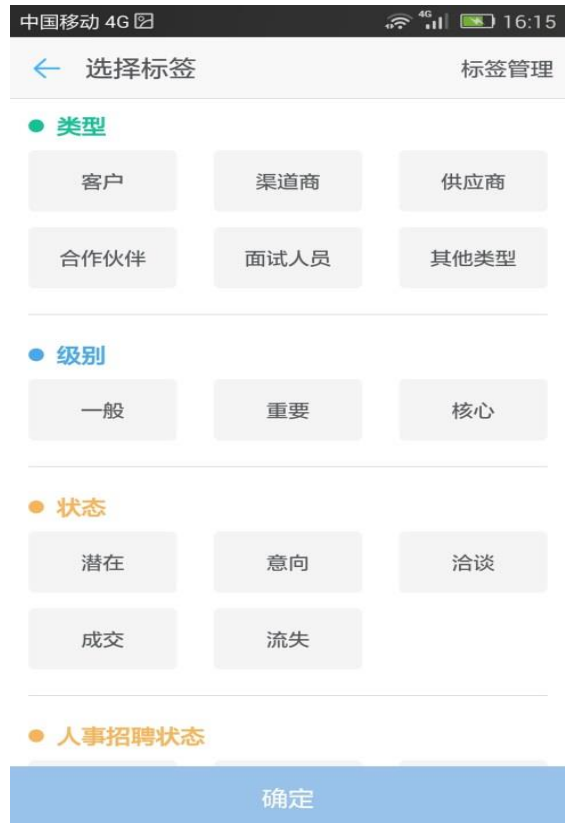 中国移动 4G 4G 16:15
选择标签 标签管理
类型
客户 渠道商 供应商
合作伙伴 面试人员 其他类型
级别
一般 重要 核心
状态
潜在 意向 洽谈
成交 流失
人事招聘状态
确定